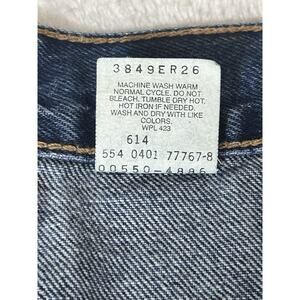 3849ER26
MACHINE WASH WARM
NORMAL CYCLE. DO NOT
BLEACH. TUMBLE DRY HOT.
HOT IRON IF NEEDED.
WASH AND DRY WITH LIKE
COLORS.
WPL 423
614
554 0401 77767-8
00550-4886